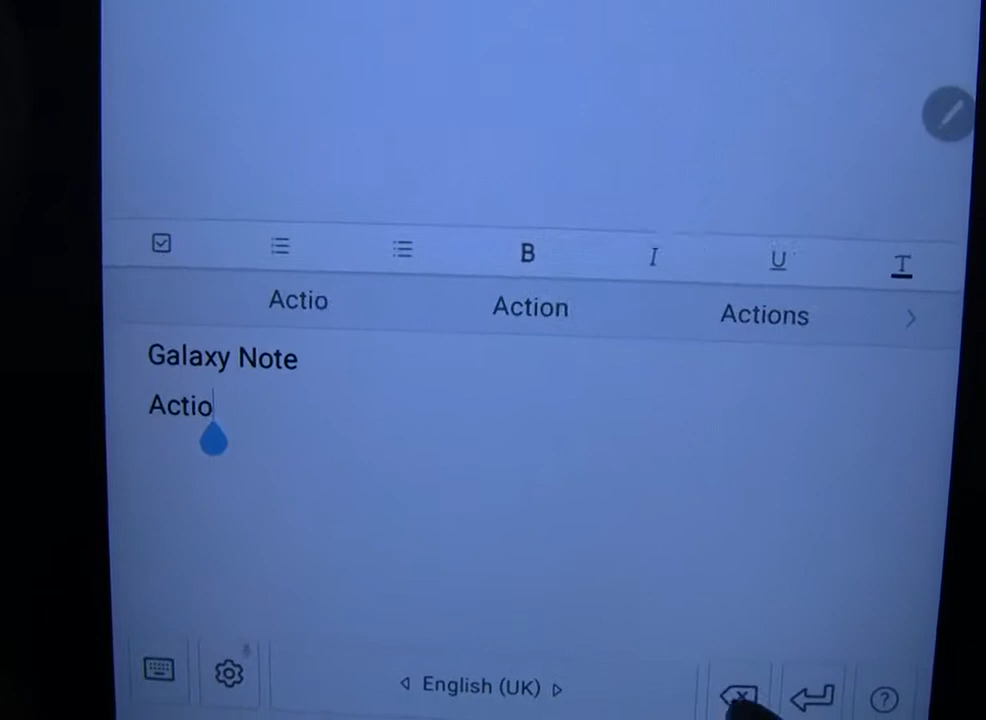 B I U T
Actio Action Actions
Galaxy Note
Actio
English (UK)